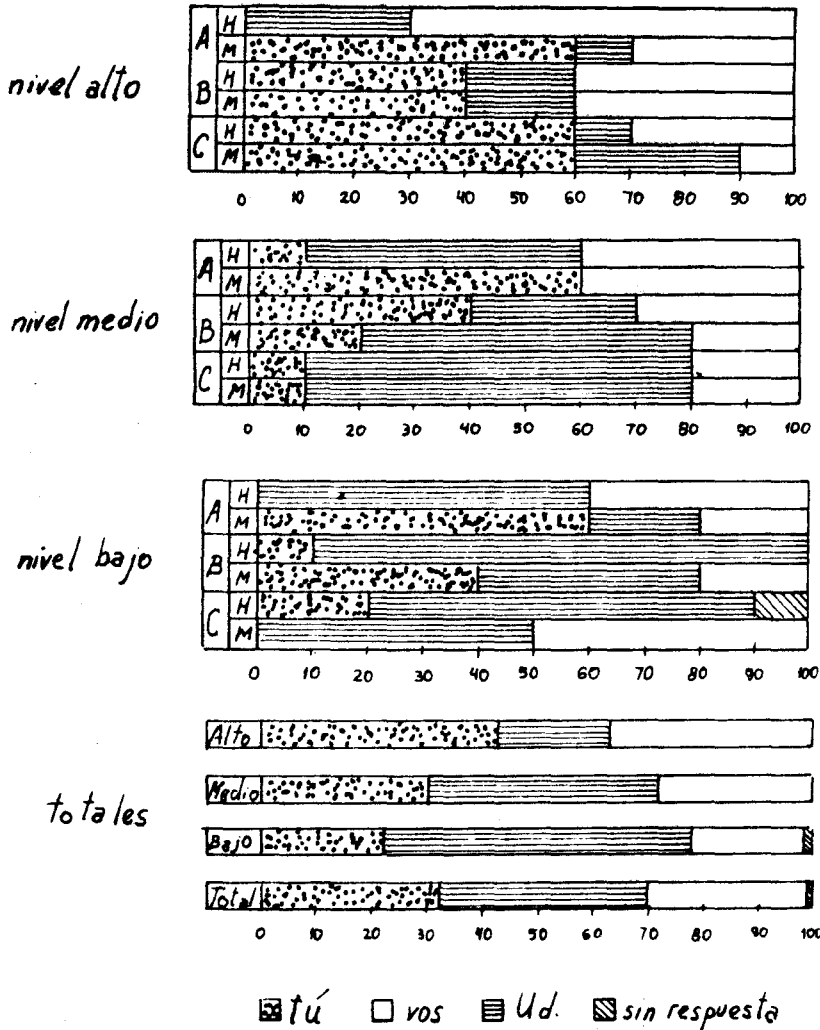 nivel alto
A H
M
B H
M
C H
M
0 10 20 30 40 50 60 70 80 90 100
nivel medio
A H
M
B H
M
C H
M
0 10 20 30 40 50 60 70 80 90 100
nivel bajo
A H
M
B H
M
C H
M
0 10 20 30 40 50 60 70 80 90 100
totales
Alto
Medio
Bajo
Total
0 10 20 30 40 50 60 70 80 90 100
tú vos Ud. sin respuesta